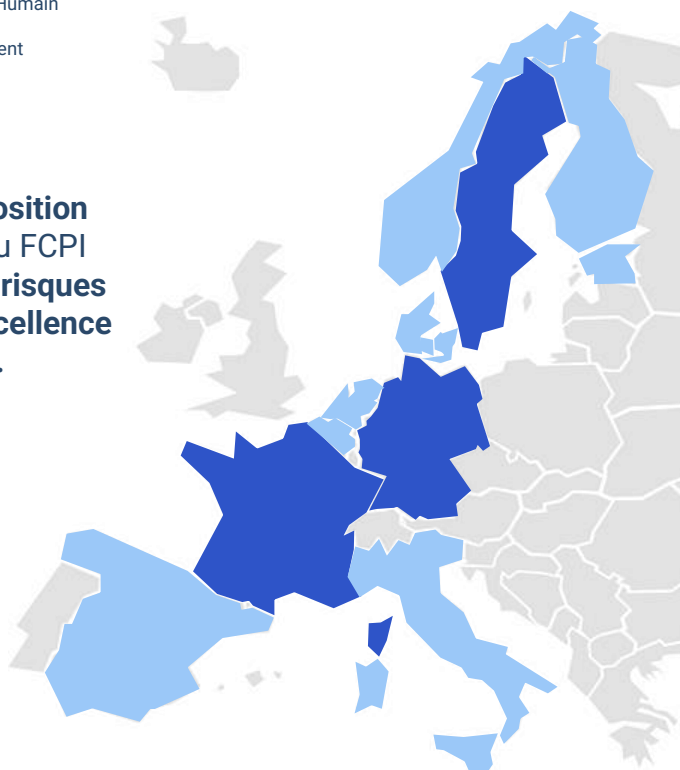 Humain
ent
osition
u FCPI
risques
cellence
.